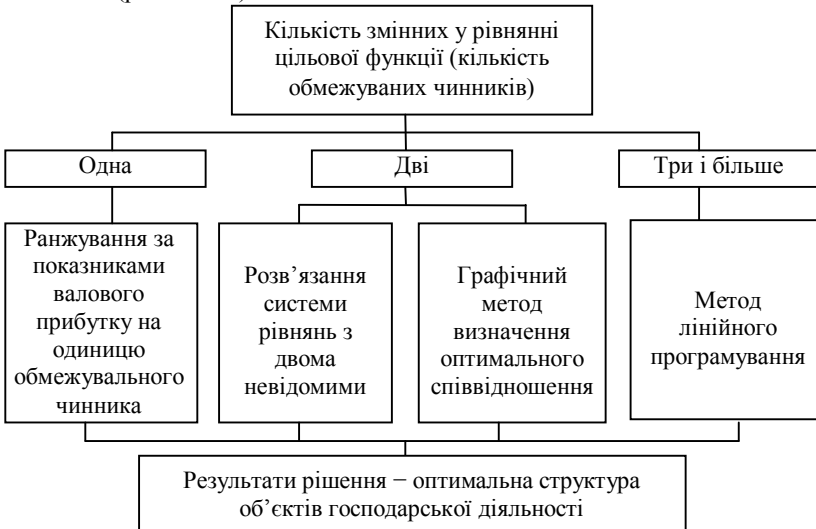 Кількість змінних у рівнянні
цільової функції (кількість
обмежуваних чинників)
Одна
Дві
Три і більше
Ранжування за
показниками
валового
прибутку на
одиницю
обмежувального
чинника
Розв’язання
системи
рівнянь з
двома
невідомими
Графічний
метод
визначення
оптимального
співвідношення
Метод
лінійного
програмування
Результати рішення − оптимальна структура
об’єктів господарської діяльності